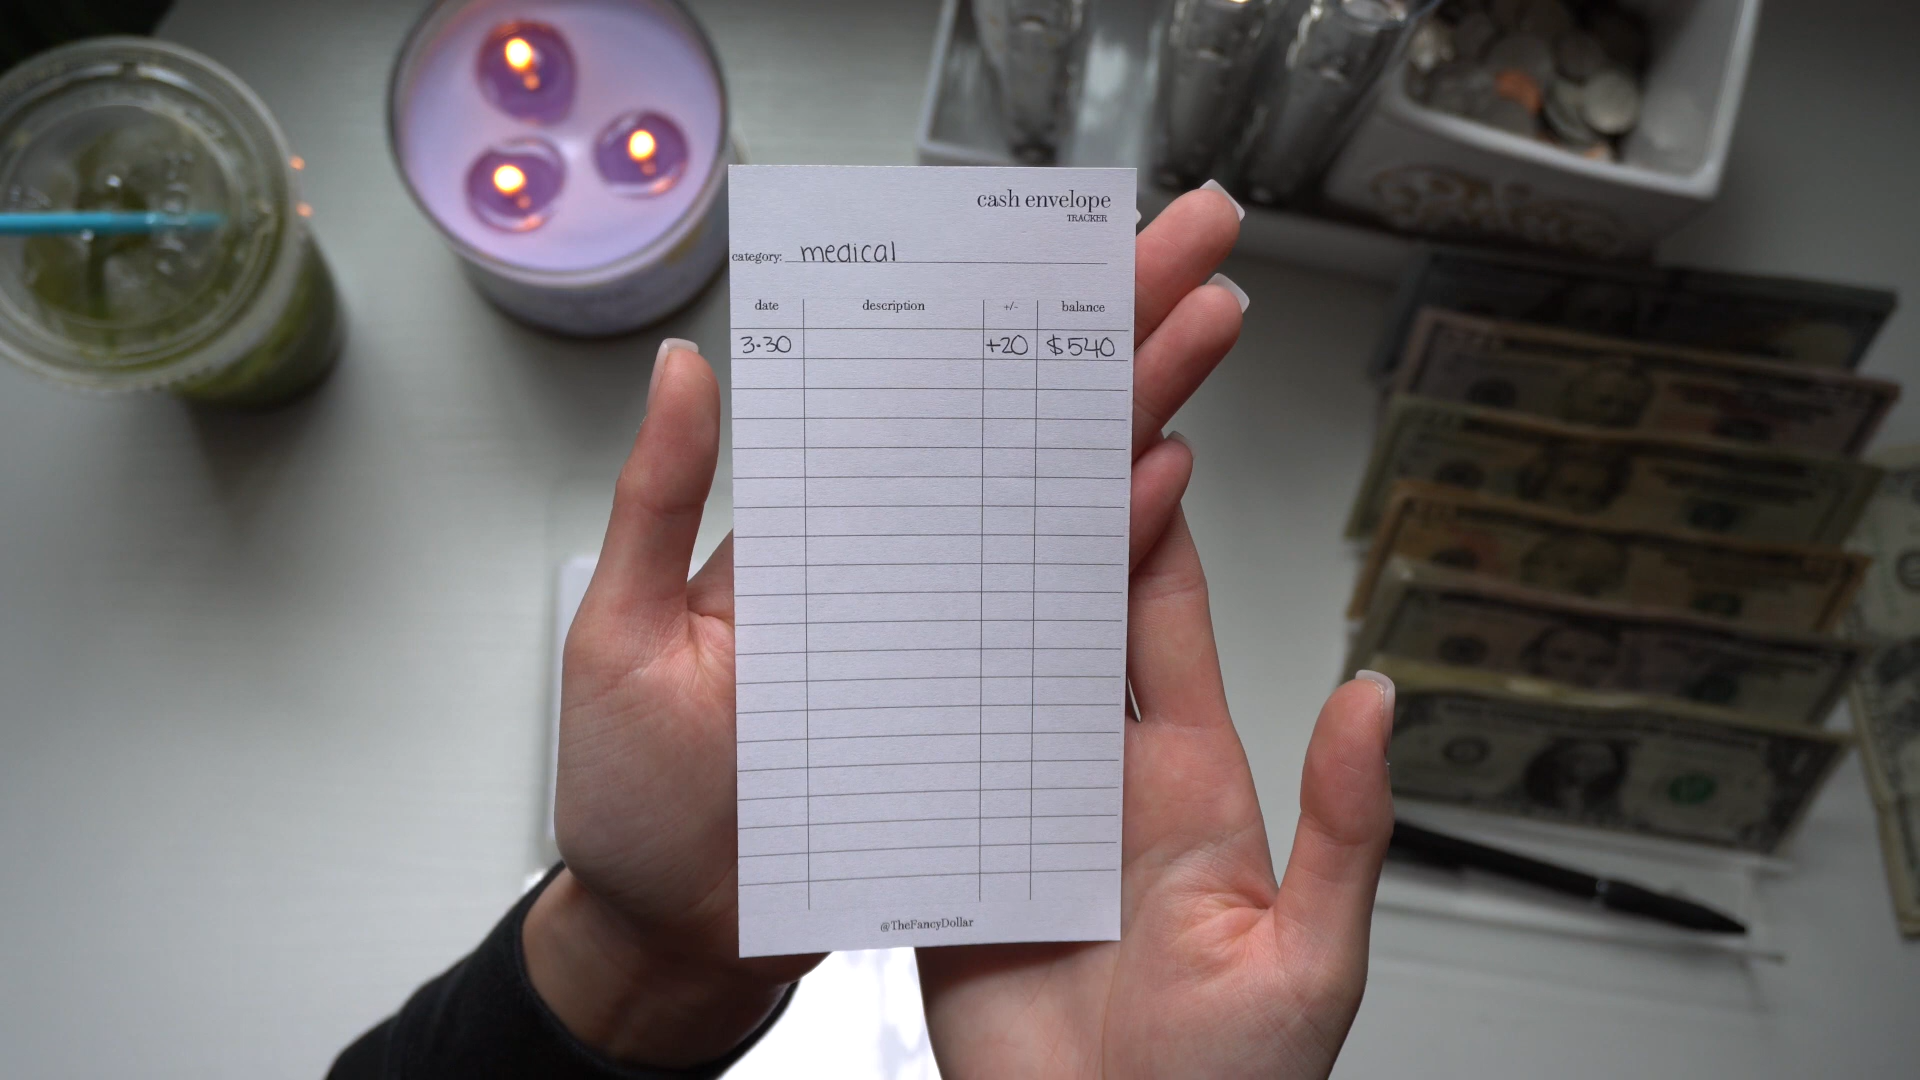 cash envelope
TRACKER
category: medical
date description +/- balance
3.30 +20 $540
@TheFancyDollar